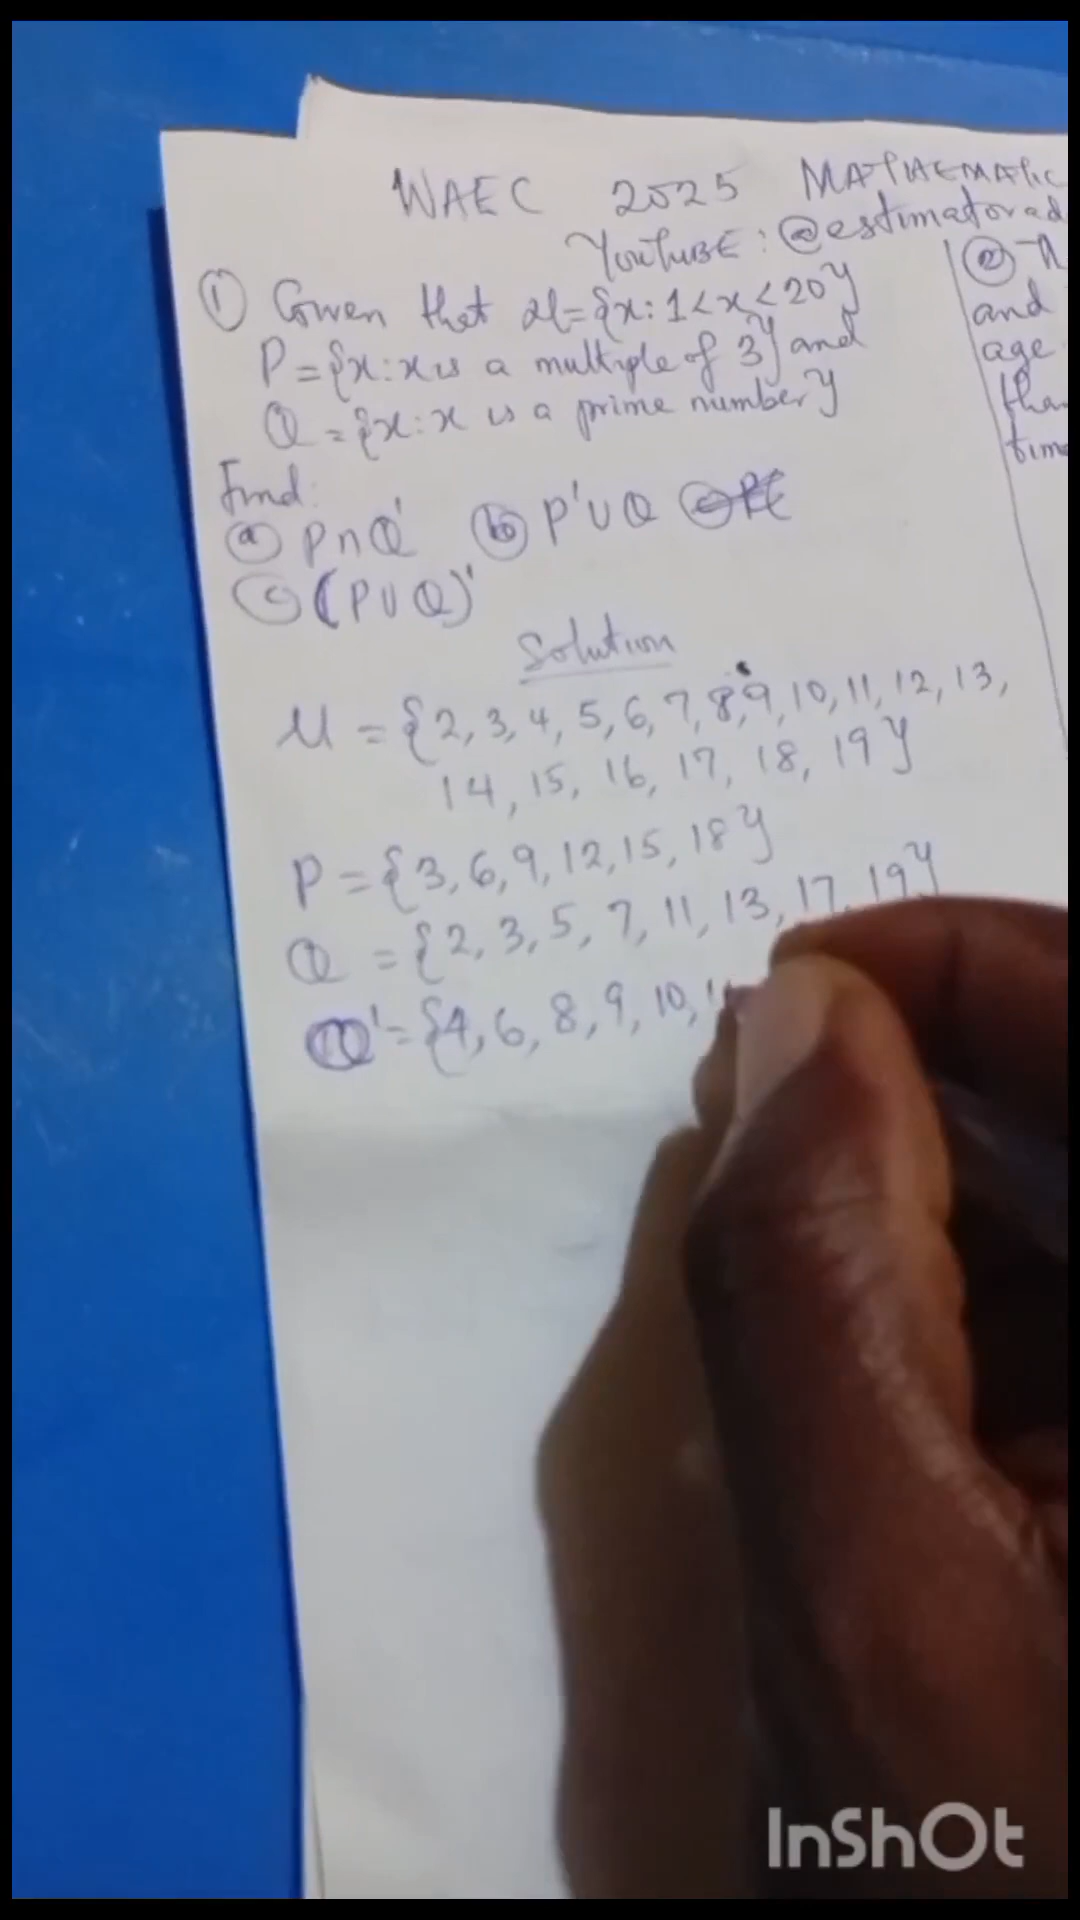 WAEC 2025 MATHEMATIC
YouTuBE: @estimatorad
① Given that U={x:1<x<20}
P={x:x is a multiple of 3} and
Q={x:x is a prime number}
Find:
ⓐ P∩Q' ⓑ P'∪Q
ⓒ (P∪Q)'
②
and
age
tha
time
Solution
U={2,3,4,5,6,7,8,9,10,11,12,13,
14,15,16,17,18,19}
P={3,6,9,12,15,18}
Q={2,3,5,7,11,13,17,19}
Q'={4,6,8,9,10,
InShOt